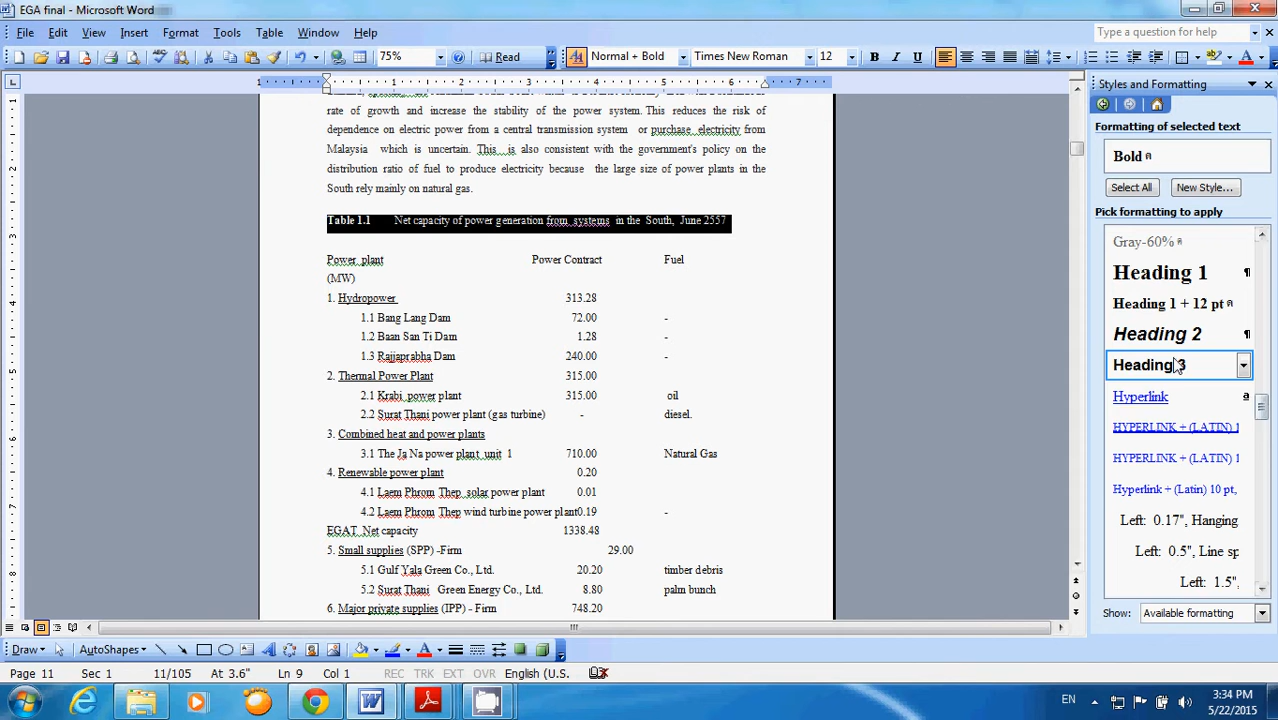 EGA final - Microsoft Word
File Edit View Insert Format Tools Table Window Help
Type a question for help
75% Read Normal + Bold Times New Roman 12 B I U
1 1 2 3 4 5 6 7
rate of growth and increase the stability of the power system. This reduces the risk of
dependence on electric power from a central transmission system or purchase electricity from
Malaysia which is uncertain. This is also consistent with the government's policy on the
distribution ratio of fuel to produce electricity because the large size of power plants in the
South rely mainly on natural gas.
Table 1.1 Net capacity of power generation from systems in the South, June 2557
Power plant Power Contract Fuel
(MW)
1. Hydropower 313.28
1.1 Bang Lang Dam 72.00 -
1.2 Baan San Ti Dam 1.28 -
1.3 Rajjaprabha Dam 240.00 -
2. Thermal Power Plant 315.00
2.1 Krabi power plant 315.00 oil
2.2 Surat Thani power plant (gas turbine) - diesel.
3. Combined heat and power plants
3.1 The Ja Na power plant unit 1 710.00 Natural Gas
4. Renewable power plant 0.20
4.1 Laem Phrom Thep solar power plant 0.01
4.2 Laem Phrom Thep wind turbine power plant0.19 -
EGAT Net capacity 1338.48
5. Small supplies (SPP) -Firm 29.00
5.1 Gulf Yala Green Co., Ltd. 20.20 timber debris
5.2 Surat Thani Green Energy Co., Ltd. 8.80 palm bunch
6. Major private supplies (IPP) - Firm 748.20
Styles and Formatting
Formatting of selected text
Bold
Select All New Style...
Pick formatting to apply
Gray-60%
Heading 1 ¶
Heading 1 + 12 pt
Heading 2 ¶
Heading 3
Hyperlink a
HYPERLINK + (LATIN) 1
HYPERLINK + (LATIN) 1
Hyperlink + (Latin) 10 pt,
Left: 0.17", Hanging
Left: 0.5", Line sp
Left: 1.5",
Show: Available formatting
Draw AutoShapes
Page 11 Sec 1 11/105 At 3.6" Ln 9 Col 1 REC TRK EXT OVR English (U.S.
EN 3:34 PM
5/22/2015